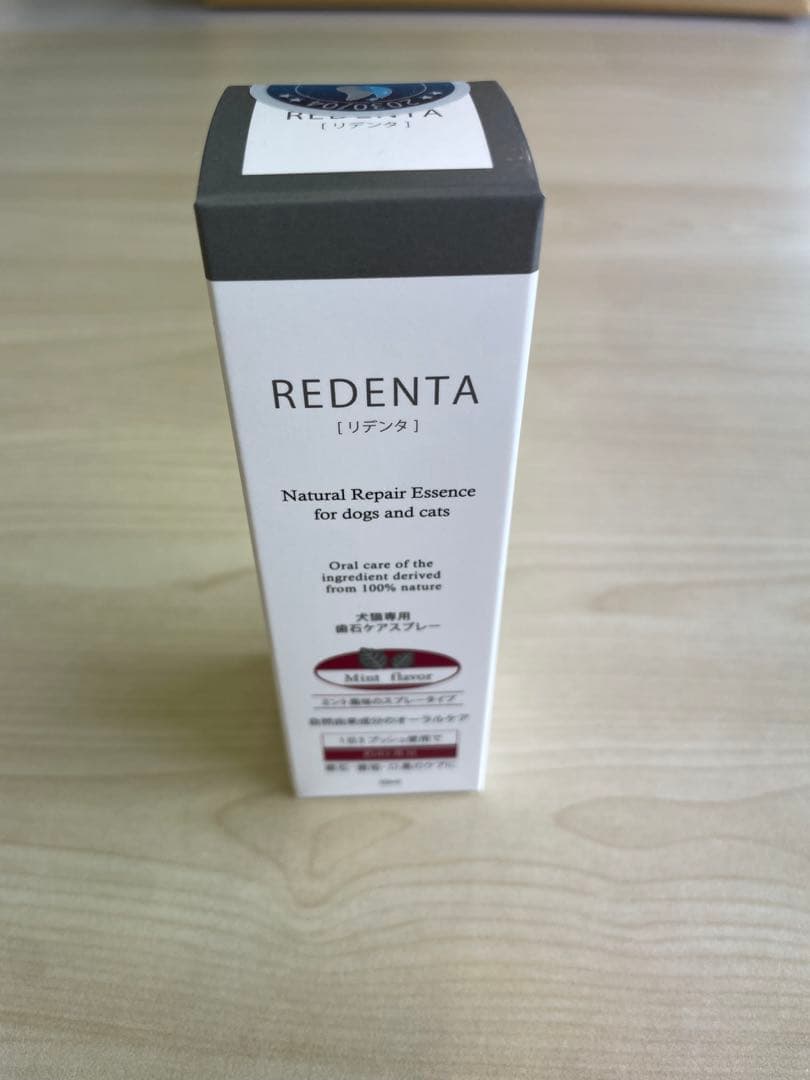 2030/04
REDENTA
[ リデンタ ]
REDENTA
[ リデンタ ]
Natural Repair Essence
for dogs and cats
Oral care of the
ingredient derived
from 100% nature
犬猫専用
歯石ケアスプレー
Mint flavor
ミント風味のスプレータイプ
自然由来成分のオーラルケア